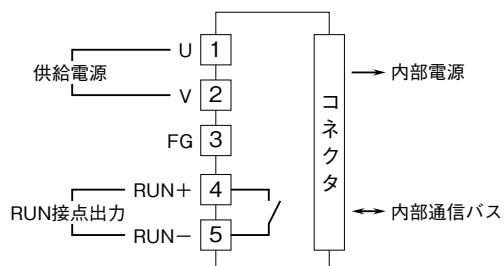 U 1
供給電源
V 2
FG 3
RUN＋ 4
RUN接点出力
RUN－ 5
コネクタ
内部電源
内部通信バス